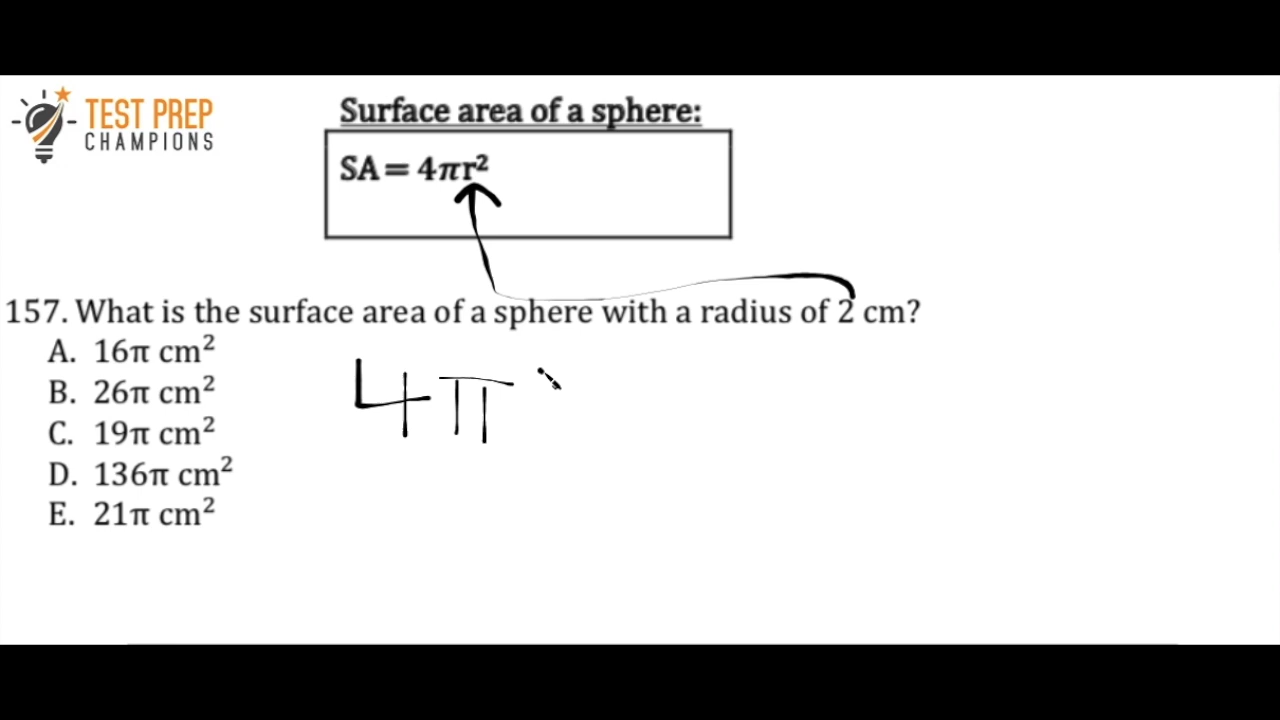 TEST PREP
CHAMPIONS
Surface area of a sphere:
SA = 4πr²
157. What is the surface area of a sphere with a radius of 2 cm?
A. 16π cm²
B. 26π cm²
C. 19π cm²
D. 136π cm²
E. 21π cm²
4π